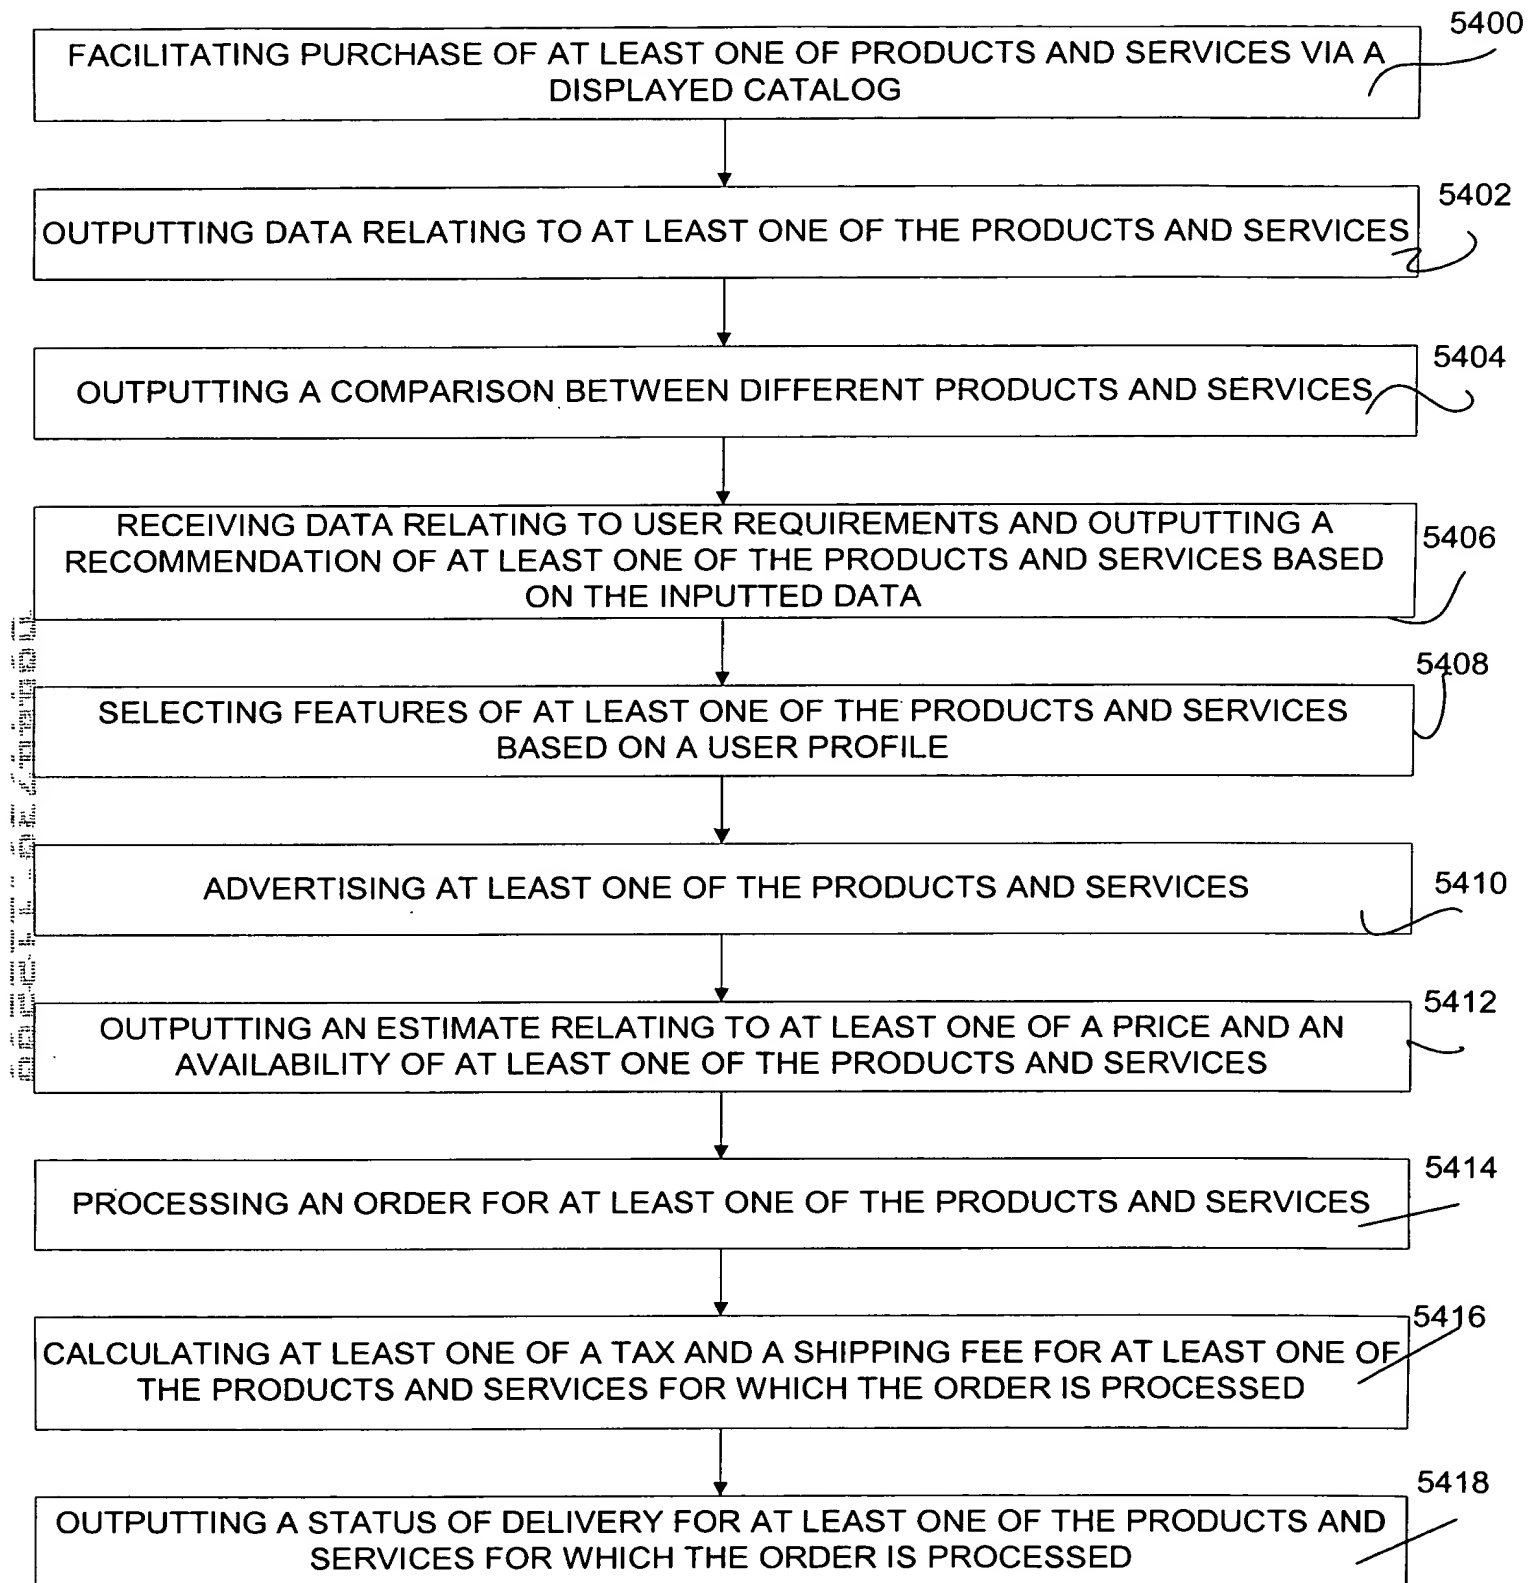 5400
FACILITATING PURCHASE OF AT LEAST ONE OF PRODUCTS AND SERVICES VIA A
DISPLAYED CATALOG
5402
OUTPUTTING DATA RELATING TO AT LEAST ONE OF THE PRODUCTS AND SERVICES
5404
OUTPUTTING A COMPARISON BETWEEN DIFFERENT PRODUCTS AND SERVICES
RECEIVING DATA RELATING TO USER REQUIREMENTS AND OUTPUTTING A
5406
RECOMMENDATION OF AT LEAST ONE OF THE PRODUCTS AND SERVICES BASED
ON THE INPUTTED DATA
5408
SELECTING FEATURES OF AT LEAST ONE OF THE PRODUCTS AND SERVICES
BASED ON A USER PROFILE
5410
ADVERTISING AT LEAST ONE OF THE PRODUCTS AND SERVICES
5412
OUTPUTTING AN ESTIMATE RELATING TO AT LEAST ONE OF A PRICE AND AN
AVAILABILITY OF AT LEAST ONE OF THE PRODUCTS AND SERVICES
5414
PROCESSING AN ORDER FOR AT LEAST ONE OF THE PRODUCTS AND SERVICES
5416
CALCULATING AT LEAST ONE OF A TAX AND A SHIPPING FEE FOR AT LEAST ONE OF
THE PRODUCTS AND SERVICES FOR WHICH THE ORDER IS PROCESSED
5418
OUTPUTTING A STATUS OF DELIVERY FOR AT LEAST ONE OF THE PRODUCTS AND
SERVICES FOR WHICH THE ORDER IS PROCESSED